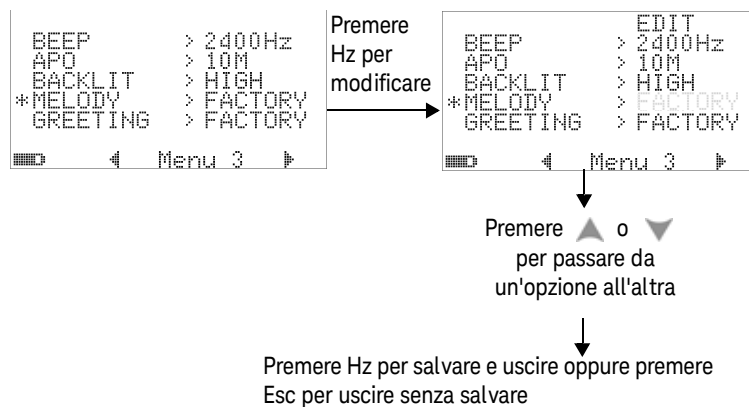 BEEP > 2400Hz
APO > 10M
BACKLIT > HIGH
*MELODY > FACTORY
GREETING > FACTORY
Menu 3
Premere
Hz per
modificare
EDIT
BEEP > 2400Hz
APO > 10M
BACKLIT > HIGH
*MELODY > FACTORY
GREETING > FACTORY
Menu 3
Premere o
per passare da
un'opzione all'altra
Premere Hz per salvare e uscire oppure premere
Esc per uscire senza salvare